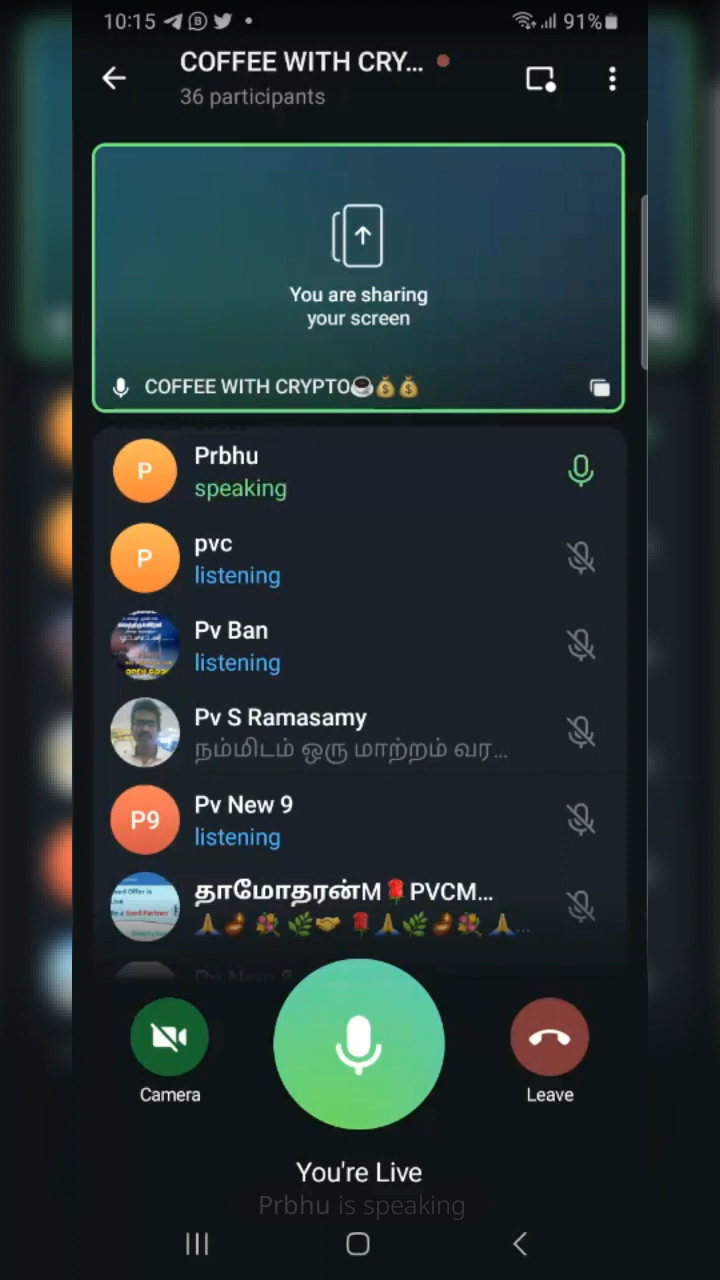 10:15
91%
COFFEE WITH CRY...
36 participants
You are sharing
your screen
COFFEE WITH CRYPTO☕💰💰
P
Prbhu
speaking
P
pvc
listening
Pv Ban
listening
Pv S Ramasamy
நம்மிடம் ஒரு மாற்றம் வர...
P9
Pv New 9
listening
தாமோதரன்M🌹PVCM...
🙏🪔💐🌿🤝🌹🙏🌿🪔💐🙏...
Camera
Leave
You're Live
Prbhu is speaking